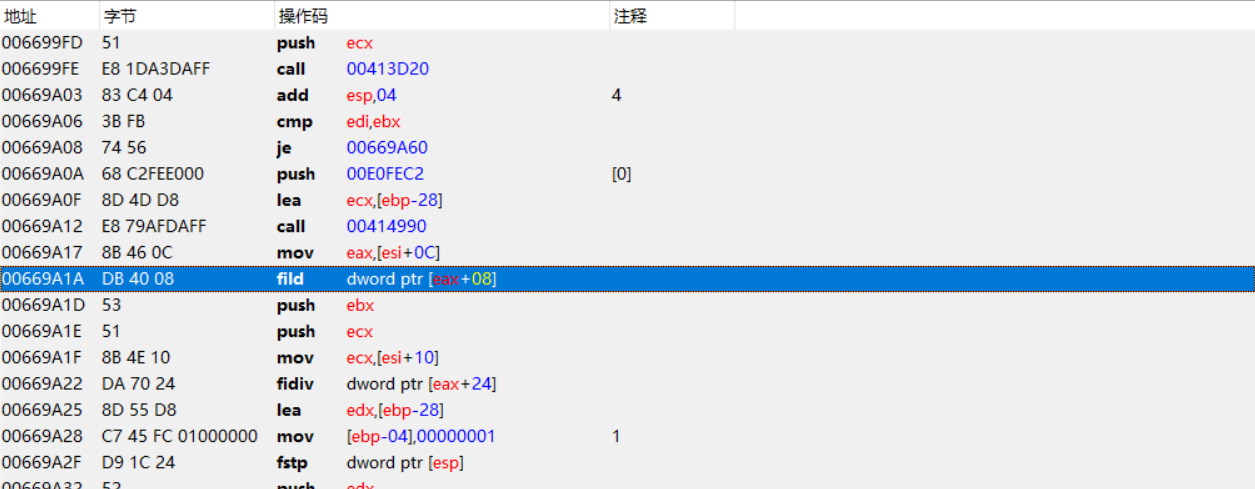 地址 字节 操作码 注释
006699FD 51 push ecx
006699FE E8 1DA3DAFF call 00413D20
00669A03 83 C4 04 add esp,04 4
00669A06 3B FB cmp edi,ebx
00669A08 74 56 je 00669A60
00669A0A 68 C2FEE000 push 00E0FEC2 [0]
00669A0F 8D 4D D8 lea ecx,[ebp-28]
00669A12 E8 79AFDAFF call 00414990
00669A17 8B 46 0C mov eax,[esi+0C]
00669A1A DB 40 08 fild dword ptr [eax+08]
00669A1D 53 push ebx
00669A1E 51 push ecx
00669A1F 8B 4E 10 mov ecx,[esi+10]
00669A22 DA 70 24 fidiv dword ptr [eax+24]
00669A25 8D 55 D8 lea edx,[ebp-28]
00669A28 C7 45 FC 01000000 mov [ebp-04],00000001 1
00669A2F D9 1C 24 fstp dword ptr [esp]
00669A32 52 push edx